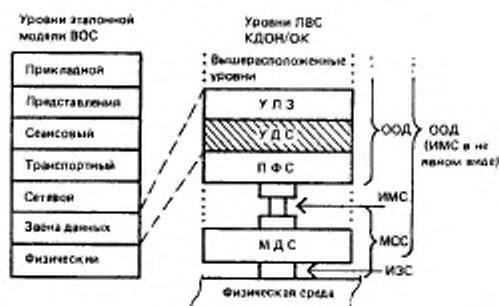 Уровни эталонной
модели ВОС
Прикладной
Представления
Сеансовый
Транспортный
Сетевой
Звена данных
Физический
Уровни ЛВС
КДОН/ОК
Вышерасположенные
уровни
УЛЗ
УДС
ПФС
МДС
Физическая среда
ООД
ИМС
МСС
ИЗС
ООД
(ИМС в не
явном виде)